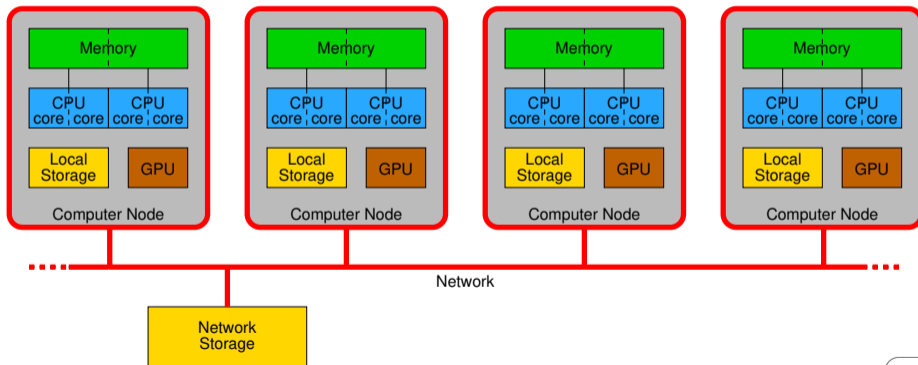 Memory
CPU CPU
core core core core
Local
Storage
GPU
Computer Node
Memory
CPU CPU
core core core core
Local
Storage
GPU
Computer Node
Memory
CPU CPU
core core core core
Local
Storage
GPU
Computer Node
Memory
CPU CPU
core core core core
Local
Storage
GPU
Computer Node
Network
Network
Storage